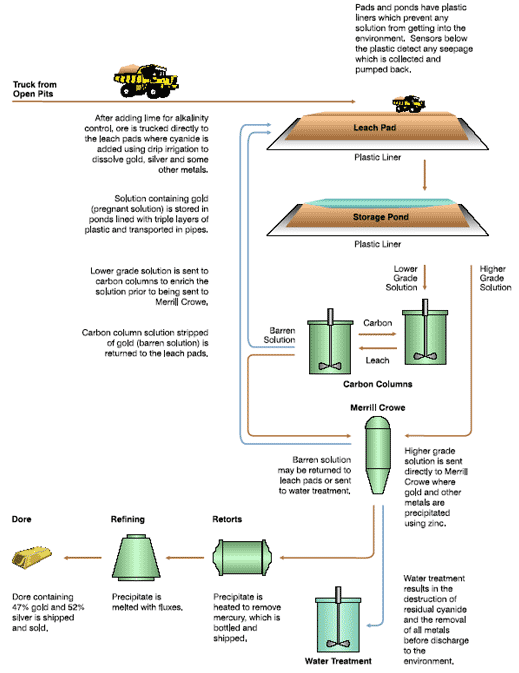 Pads and ponds have plastic
liners which prevent any
solution from getting into the
environment. Sensors below
the plastic detect any seepage
which is collected and
pumped back.
Truck from
Open Pits
After adding lime for alkalinity
control, ore is trucked directly to
the leach pads where cyanide is
added using drip irrigation to
dissolve gold, silver and some
other metals.
Leach Pad
Plastic Liner
Solution containing gold
(pregnant solution) is stored in
ponds lined with triple layers of
plastic and transported in pipes.
Storage Pond
Plastic Liner
Lower grade solution is sent to
carbon columns to enrich the
solution prior to being sent to
Merrill Crowe.
Lower
Grade
Solution
Higher
Grade
Solution
Carbon column solution stripped
of gold (barren solution) is
returned to the leach pads.
Barren
Solution
Carbon
Leach
Carbon Columns
Merrill Crowe
Barren solution
may be returned to
leach pads or sent
to water treatment.
Higher grade
solution is sent
directly to Merrill
Crowe where
gold and other
metals are
precipitated
using zinc.
Dore
Refining
Retorts
Dore containing
47% gold and 52%
silver is shipped
and sold.
Precipitate is
melted with fluxes.
Precipitate is
heated to remove
mercury, which is
bottled and
shipped.
Water treatment
results in the
destruction of
residual cyanide
and the removal
of all metals
before discharge
to the
environment.
Water Treatment